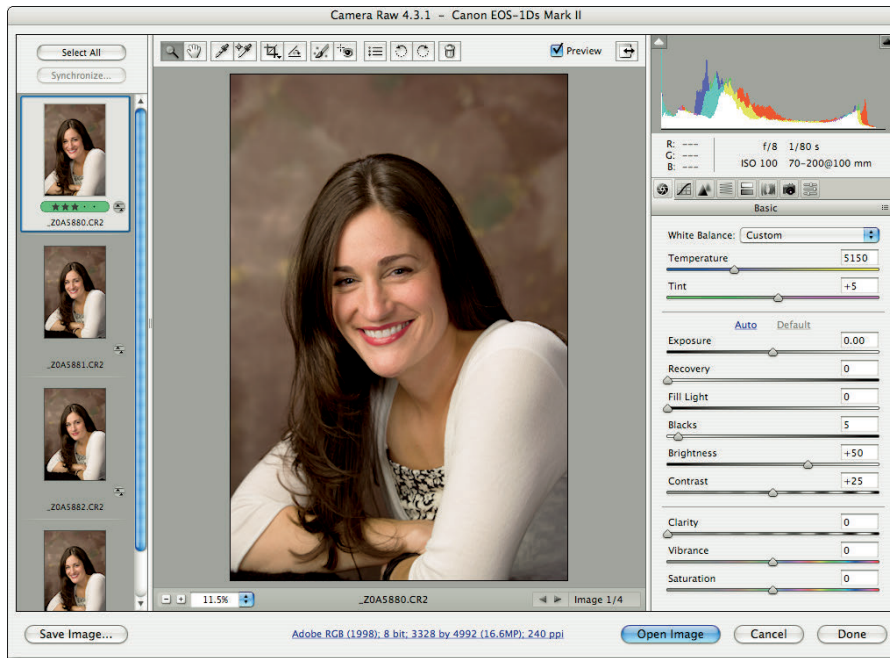 Camera Raw 4.3.1 – Canon EOS-1Ds Mark II
Select All
Synchronize...
_Z0A5880.CR2
_Z0A5881.CR2
_Z0A5882.CR2
Preview
11.5%
_Z0A5880.CR2
Image 1/4
R: ---
G: ---
B: ---
f/8 1/80 s
ISO 100 70-200@100 mm
Basic
White Balance: Custom
Temperature 5150
Tint +5
Auto Default
Exposure 0.00
Recovery 0
Fill Light 0
Blacks 5
Brightness +50
Contrast +25
Clarity 0
Vibrance 0
Saturation 0
Save Image...
Adobe RGB (1998); 8 bit; 3328 by 4992 (16.6MP); 240 ppi
Open Image
Cancel
Done